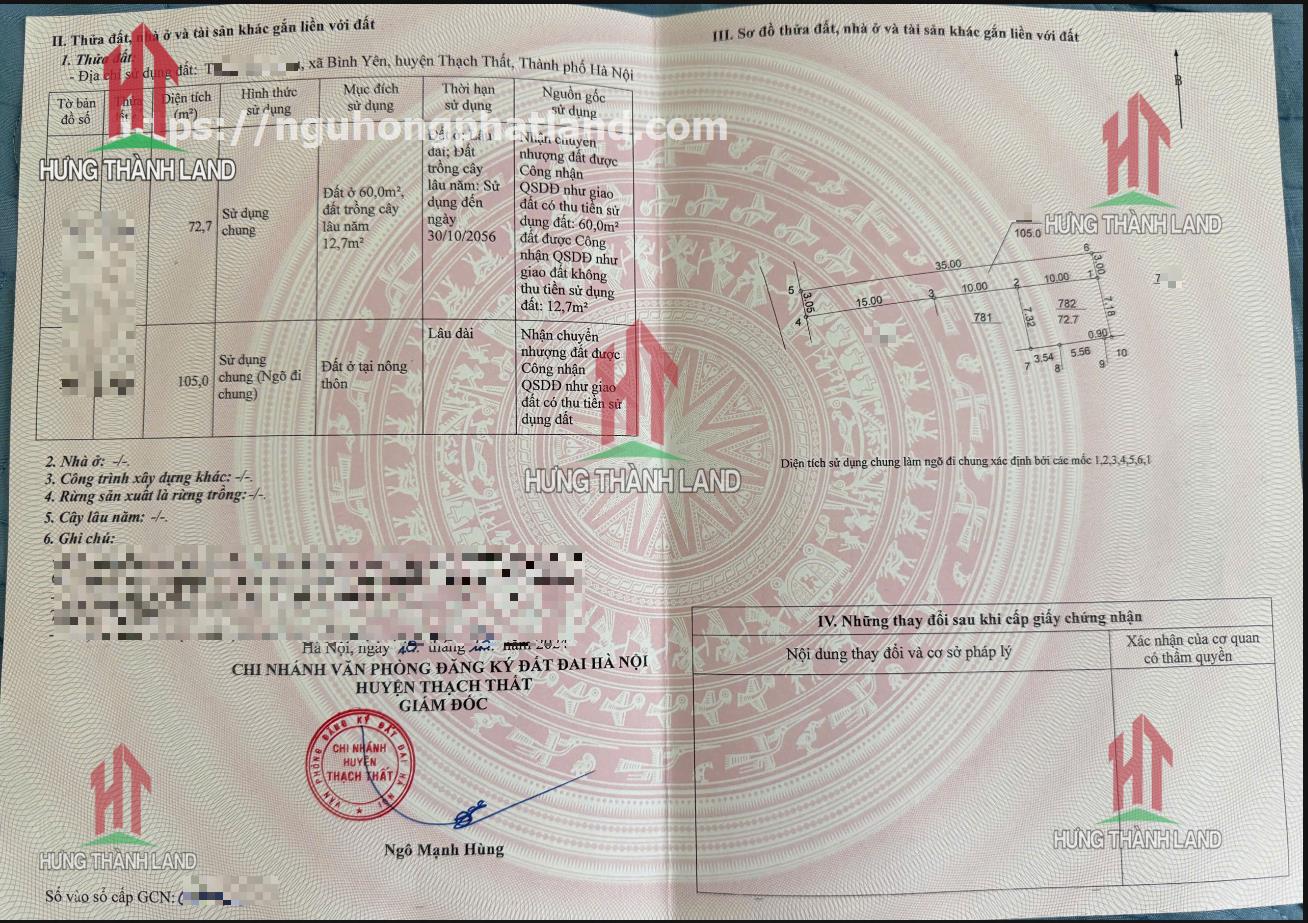 II. Thửa đất, nhà ở và tài sản khác gắn liền với đất
1. Thửa đất:
- Địa chỉ sử dụng đất: T , xã Bình Yên, huyện Thạch Thất, Thành phố Hà Nội
Tờ bản đồ số
Thửa đất
Diện tích (m²)
Hình thức sử dụng
Mục đích sử dụng
Thời hạn sử dụng
Nguồn gốc sử dụng
72,7
Sử dụng
chung
Đất ở 60,0m²,
đất trồng cây
lâu năm
12,7m²
Đất ở: Lâu
dài; Đất
trồng cây
lâu năm: Sử
dụng đến
ngày
30/10/2056
Nhận chuyển
nhượng đất được
Công nhận
QSDĐ như giao
đất có thu tiền sử
dụng đất: 60,0m²
đất được Công
nhận QSDĐ như
giao đất không
thu tiền sử dụng
đất: 12,7m²
105,0
Sử dụng
chung (Ngõ đi
chung)
Đất ở tại nông
thôn
Lâu dài
Nhận chuyển
nhượng đất được
Công nhận
QSDĐ như giao
đất có thu tiền sử
dụng đất
2. Nhà ở: -/-.
3. Công trình xây dựng khác: -/-.
4. Rừng sản xuất là rừng trồng: -/-.
5. Cây lâu năm: -/-.
6. Ghi chú:
Hà Nội, ngày tháng năm 2024
CHI NHÁNH VĂN PHÒNG ĐĂNG KÝ ĐẤT ĐAI HÀ NỘI
HUYỆN THẠCH THẤT
GIÁM ĐỐC
VĂN PHÒNG ĐĂNG KÝ ĐẤT ĐAI HÀ NỘI
CHI NHÁNH
HUYỆN
THẠCH THẤT
Ngô Mạnh Hùng
Số vào sổ cấp GCN:
III. Sơ đồ thửa đất, nhà ở và tài sản khác gắn liền với đất
B
105.0
6
35.00
3.00
1
10.00
2
10.00
3
15.00
5
3.05
4
781
782
72.7
7.32
7.18
0.90
7
3.54
8
5.56
9
10
7
Diện tích sử dụng chung làm ngõ đi chung xác định bởi các mốc 1,2,3,4,5,6,1
IV. Những thay đổi sau khi cấp giấy chứng nhận
Nội dung thay đổi và cơ sở pháp lý
Xác nhận của cơ quan
có thẩm quyền
https://nguhongphatland.com
HƯNG THÀNH LAND
HƯNG THÀNH LAND
HƯNG THÀNH LAND
HƯNG THÀNH LAND
HƯNG THÀNH LAND